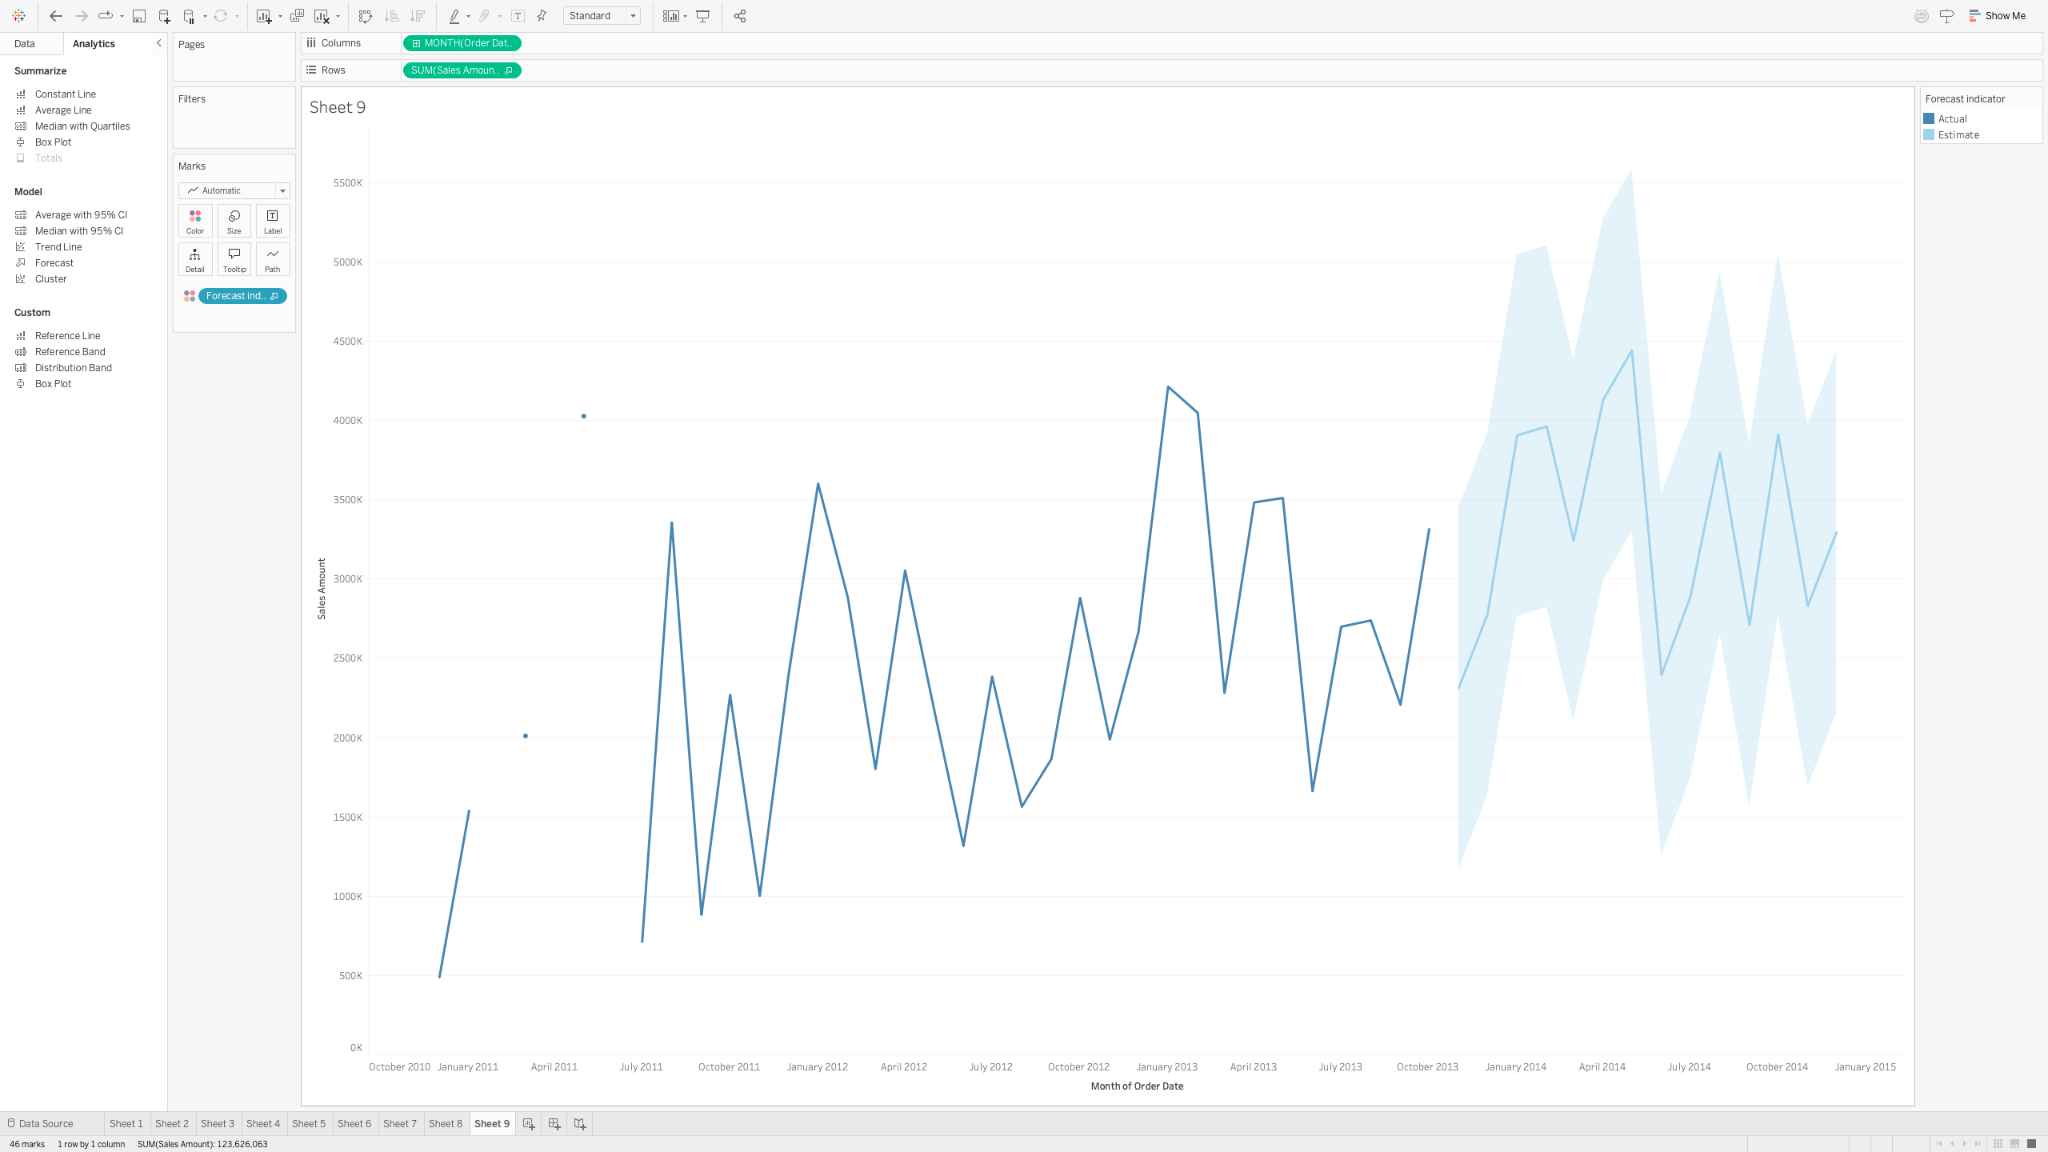 Standard
Show Me
Data
Analytics
Summarize
Constant Line
Average Line
Median with Quartiles
Box Plot
Totals
Model
Average with 95% CI
Median with 95% CI
Trend Line
Forecast
Cluster
Custom
Reference Line
Reference Band
Distribution Band
Box Plot
Pages
Filters
Marks
Automatic
Color
Size
Label
Detail
Tooltip
Path
Forecast ind..
Columns
MONTH(Order Dat..
Rows
SUM(Sales Amoun..
Sheet 9
Sales Amount
5500K
5000K
4500K
4000K
3500K
3000K
2500K
2000K
1500K
1000K
500K
0K
October 2010
January 2011
April 2011
July 2011
October 2011
January 2012
April 2012
July 2012
October 2012
January 2013
April 2013
July 2013
October 2013
January 2014
April 2014
July 2014
October 2014
January 2015
Month of Order Date
Forecast indicator
Actual
Estimate
Data Source
Sheet 1
Sheet 2
Sheet 3
Sheet 4
Sheet 5
Sheet 6
Sheet 7
Sheet 8
Sheet 9
46 marks
1 row by 1 column
SUM(Sales Amount): 123,626,063